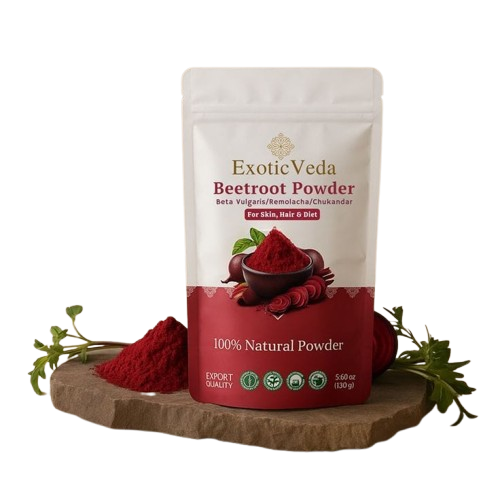 ExoticVeda
Beetroot Powder
Beta Vulgaris/Remolacha/Chukandar
For Skin, Hair & Diet
100% Natural Powder
EXPORT
QUALITY
5:60 oz
(130 g)